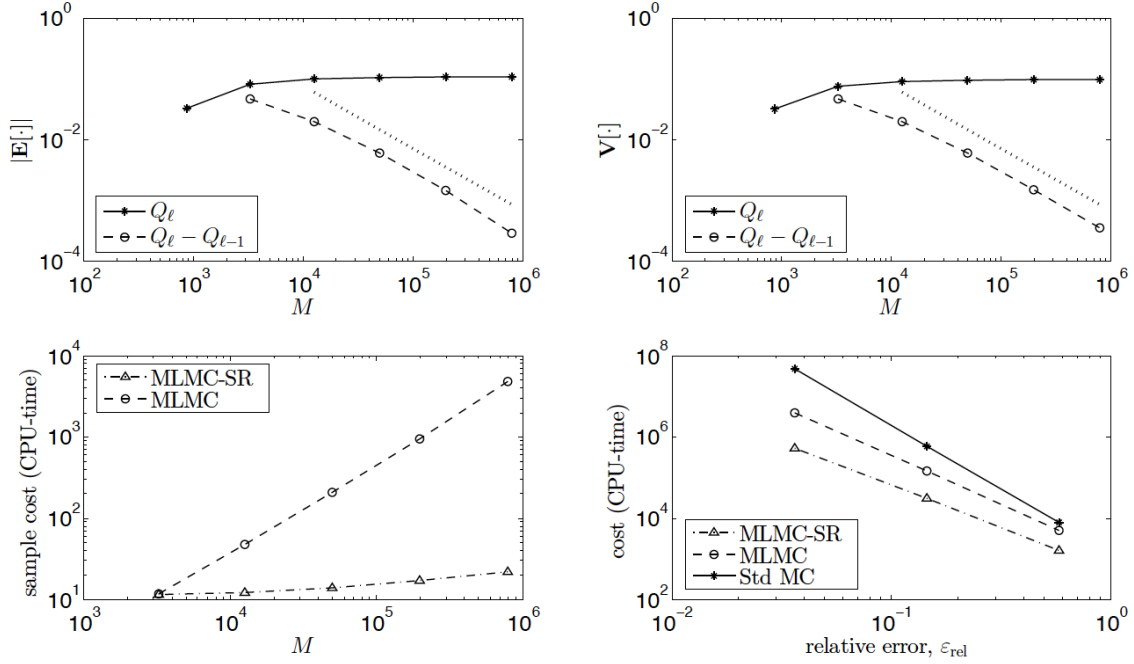 10^0
10^-2
10^-4
|E[·]|
Q_ℓ
Q_ℓ − Q_{ℓ−1}
10^2 10^3 10^4 10^5 10^6
M
10^0
10^-2
10^-4
V[·]
Q_ℓ
Q_ℓ − Q_{ℓ−1}
10^2 10^3 10^4 10^5 10^6
M
10^4
10^3
10^2
10^1
sample cost (CPU-time)
MLMC-SR
MLMC
10^3 10^4 10^5 10^6
M
10^8
10^6
10^4
10^2
cost (CPU-time)
MLMC-SR
MLMC
Std MC
10^-2 10^-1 10^0
relative error, ε_rel